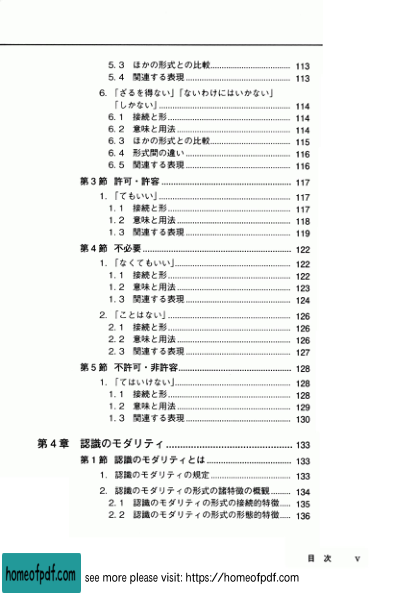 5. 3 ほかの形式との比較........................ 113
5. 4 関連する表現........................ 113
6. 「ざるを得ない」「ないわけにはいかない」
「しかない」........................ 114
6. 1 接続と形........................ 114
6. 2 意味と用法........................ 114
6. 3 ほかの形式との比較........................ 115
6. 4 形式間の違い........................ 116
6. 5 関連する表現........................ 116
第3節 許可・許容........................ 117
1. 「てもいい」........................ 117
1. 1 接続と形........................ 117
1. 2 意味と用法........................ 118
1. 3 関連する表現........................ 119
第4節 不必要........................ 122
1. 「なくてもいい」........................ 122
1. 1 接続と形........................ 122
1. 2 意味と用法........................ 123
1. 3 関連する表現........................ 124
2. 「ことはない」........................ 126
2. 1 接続と形........................ 126
2. 2 意味と用法........................ 126
2. 3 関連する表現........................ 127
第5節 不許可・非許容........................ 128
1. 「てはいけない」........................ 128
1. 1 接続と形........................ 128
1. 2 意味と用法........................ 129
1. 3 関連する表現........................ 130
第4章 認識のモダリティ........................ 133
第1節 認識のモダリティとは........................ 133
1. 認識のモダリティの規定........................ 133
2. 認識のモダリティの形式の諸特徴の概観........ 134
2. 1 認識のモダリティの形式の接続的特徴..... 135
2. 2 認識のモダリティの形式の形態的特徴..... 136
目 次 v
homeofpdf.com see more please visit: https://homeofpdf.com